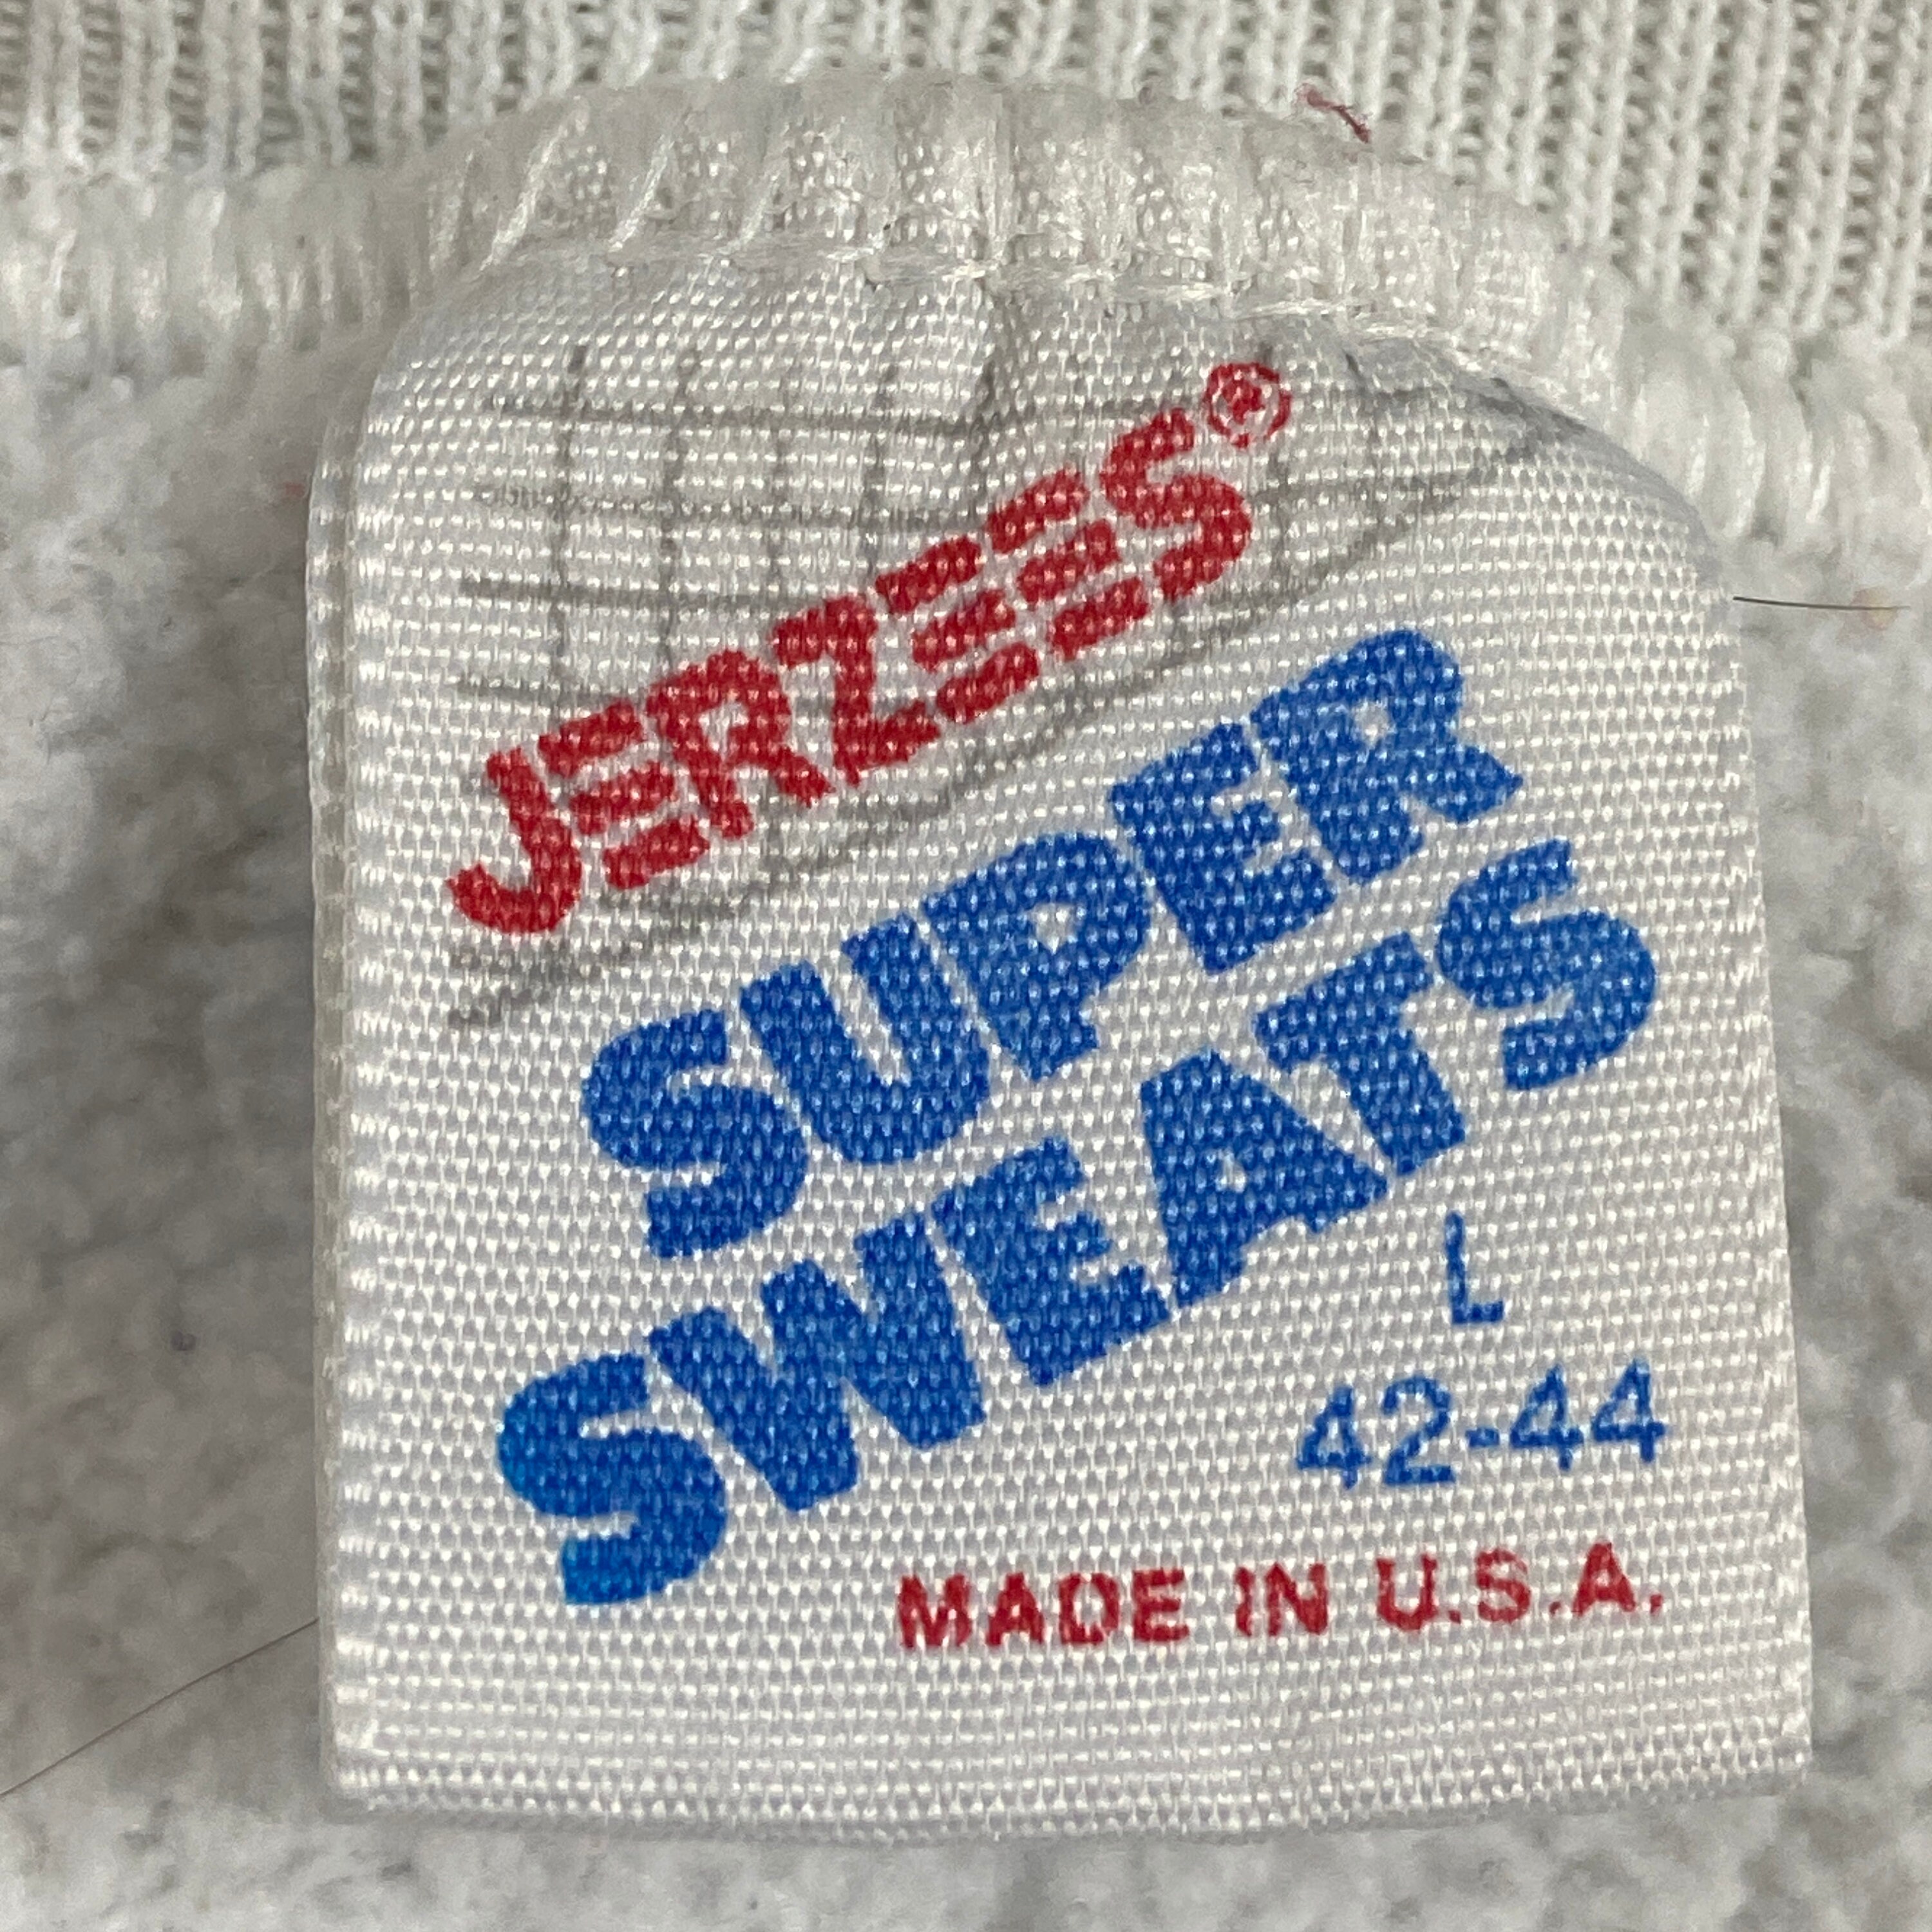 JERZEES®
SUPER
SWEATS
L
42-44
MADE IN U.S.A.